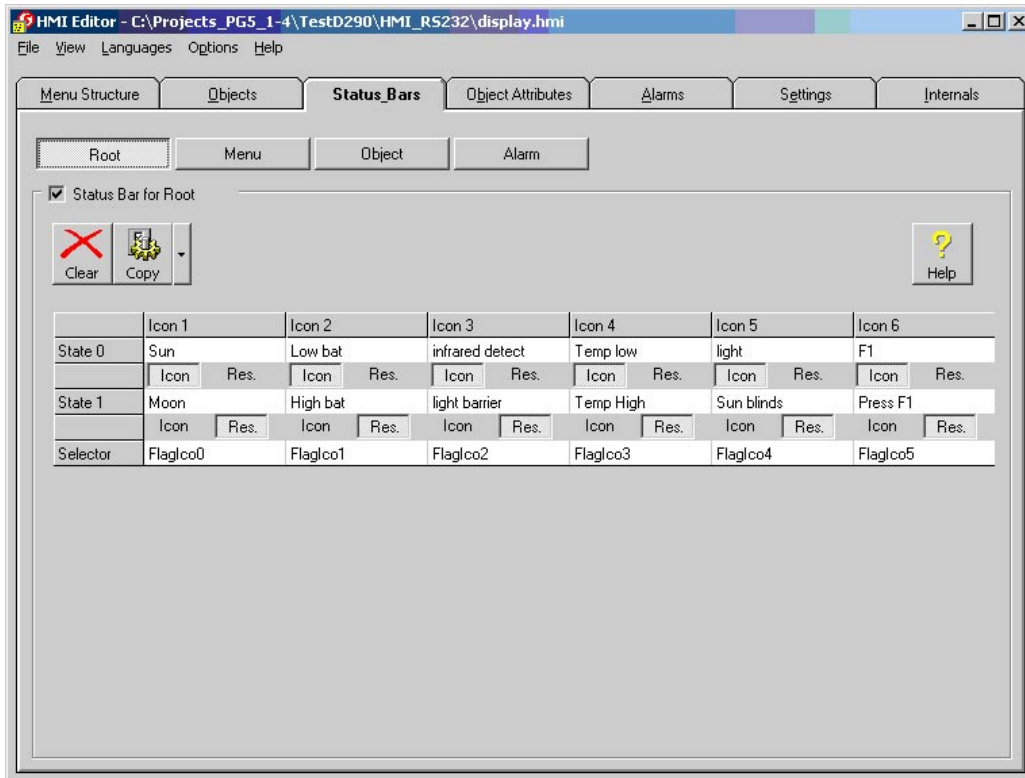 HMI Editor - C:\Projects_PG5_1-4\TestD290\HMI_RS232\display.hmi
File View Languages Options Help
Menu Structure Objects Status_Bars Object Attributes Alarms Settings Internals
Root Menu Object Alarm
Status Bar for Root
Clear Copy Help
Icon 1 Icon 2 Icon 3 Icon 4 Icon 5 Icon 6
State 0 Sun Low bat infrared detect Temp low light F1
Icon Res. Icon Res. Icon Res. Icon Res. Icon Res. Icon Res.
State 1 Moon High bat light barrier Temp High Sun blinds Press F1
Icon Res. Icon Res. Icon Res. Icon Res. Icon Res. Icon Res.
Selector FlagIco0 FlagIco1 FlagIco2 FlagIco3 FlagIco4 FlagIco5